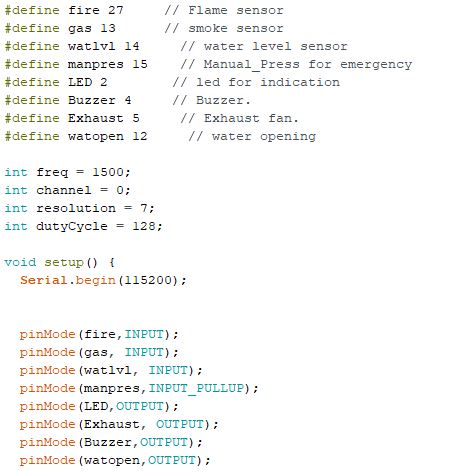 #define fire 27     // Flame sensor
#define gas 13      // smoke sensor
#define watlvl 14     // water level sensor
#define manpres 15    // Manual_Press for emergency
#define LED 2        // led for indication
#define Buzzer 4     // Buzzer.
#define Exhaust 5     // Exhaust fan.
#define watopen 12     // water opening

int freq = 1500;
int channel = 0;
int resolution = 7;
int dutyCycle = 128;

void setup() {
  Serial.begin(115200);


  pinMode(fire,INPUT);
  pinMode(gas, INPUT);
  pinMode(watlvl, INPUT);
  pinMode(manpres,INPUT_PULLUP);
  pinMode(LED,OUTPUT);
  pinMode(Exhaust, OUTPUT);
  pinMode(Buzzer,OUTPUT);
  pinMode(watopen,OUTPUT);